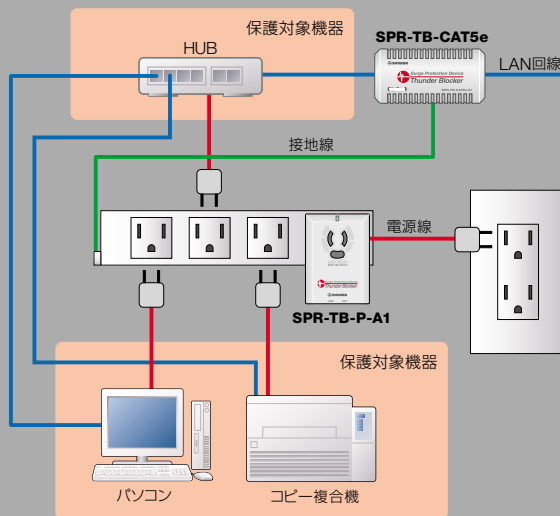 保護対象機器
HUB
SPR-TB-CAT5e
Surge Protection Device
Thunder Blocker
LAN回線
接地線
電源線
Thunder Blocker
SPR-TB-P-A1
保護対象機器
パソコン
コピー複合機